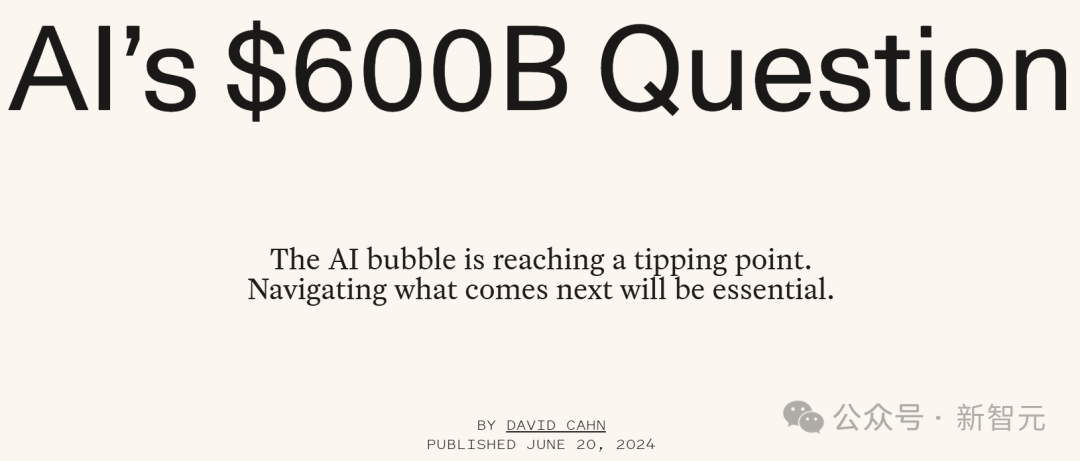 AI’s $600B Question
The AI bubble is reaching a tipping point.
Navigating what comes next will be essential.
BY DAVID CAHN
PUBLISHED JUNE 20, 2024
公众号 · 新智元